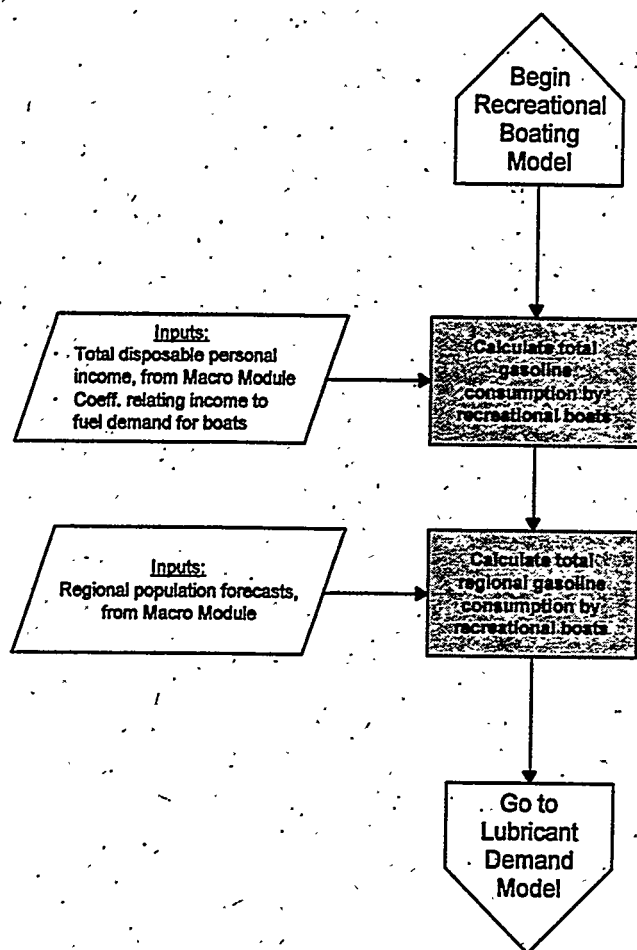 Begin
Recreational
Boating
Model
Inputs:
• Total disposable personal
income, from Macro Module
• Coeff. relating income to
fuel demand for boats
Calculate total
gasoline
consumption by
recreational boats
Inputs:
Regional population forecasts,
from Macro Module
Calculate total
regional gasoline
consumption by
recreational boats
Go to
Lubricant
Demand
Model